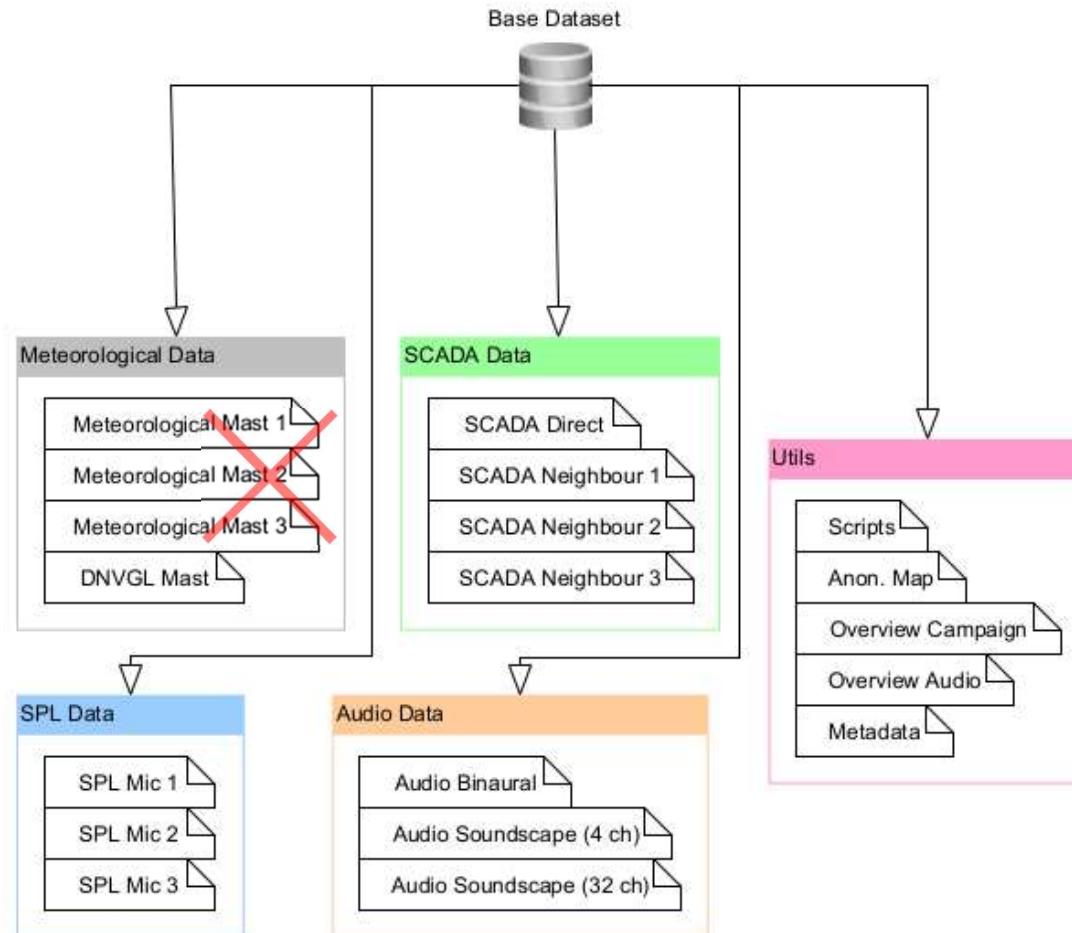 Base Dataset
Meteorological Data
Meteorological Mast 1
Meteorological Mast 2
Meteorological Mast 3
DNVGL Mast
SCADA Data
SCADA Direct
SCADA Neighbour 1
SCADA Neighbour 2
SCADA Neighbour 3
Utils
Scripts
Anon. Map
Overview Campaign
Overview Audio
Metadata
SPL Data
SPL Mic 1
SPL Mic 2
SPL Mic 3
Audio Data
Audio Binaural
Audio Soundscape (4 ch)
Audio Soundscape (32 ch)